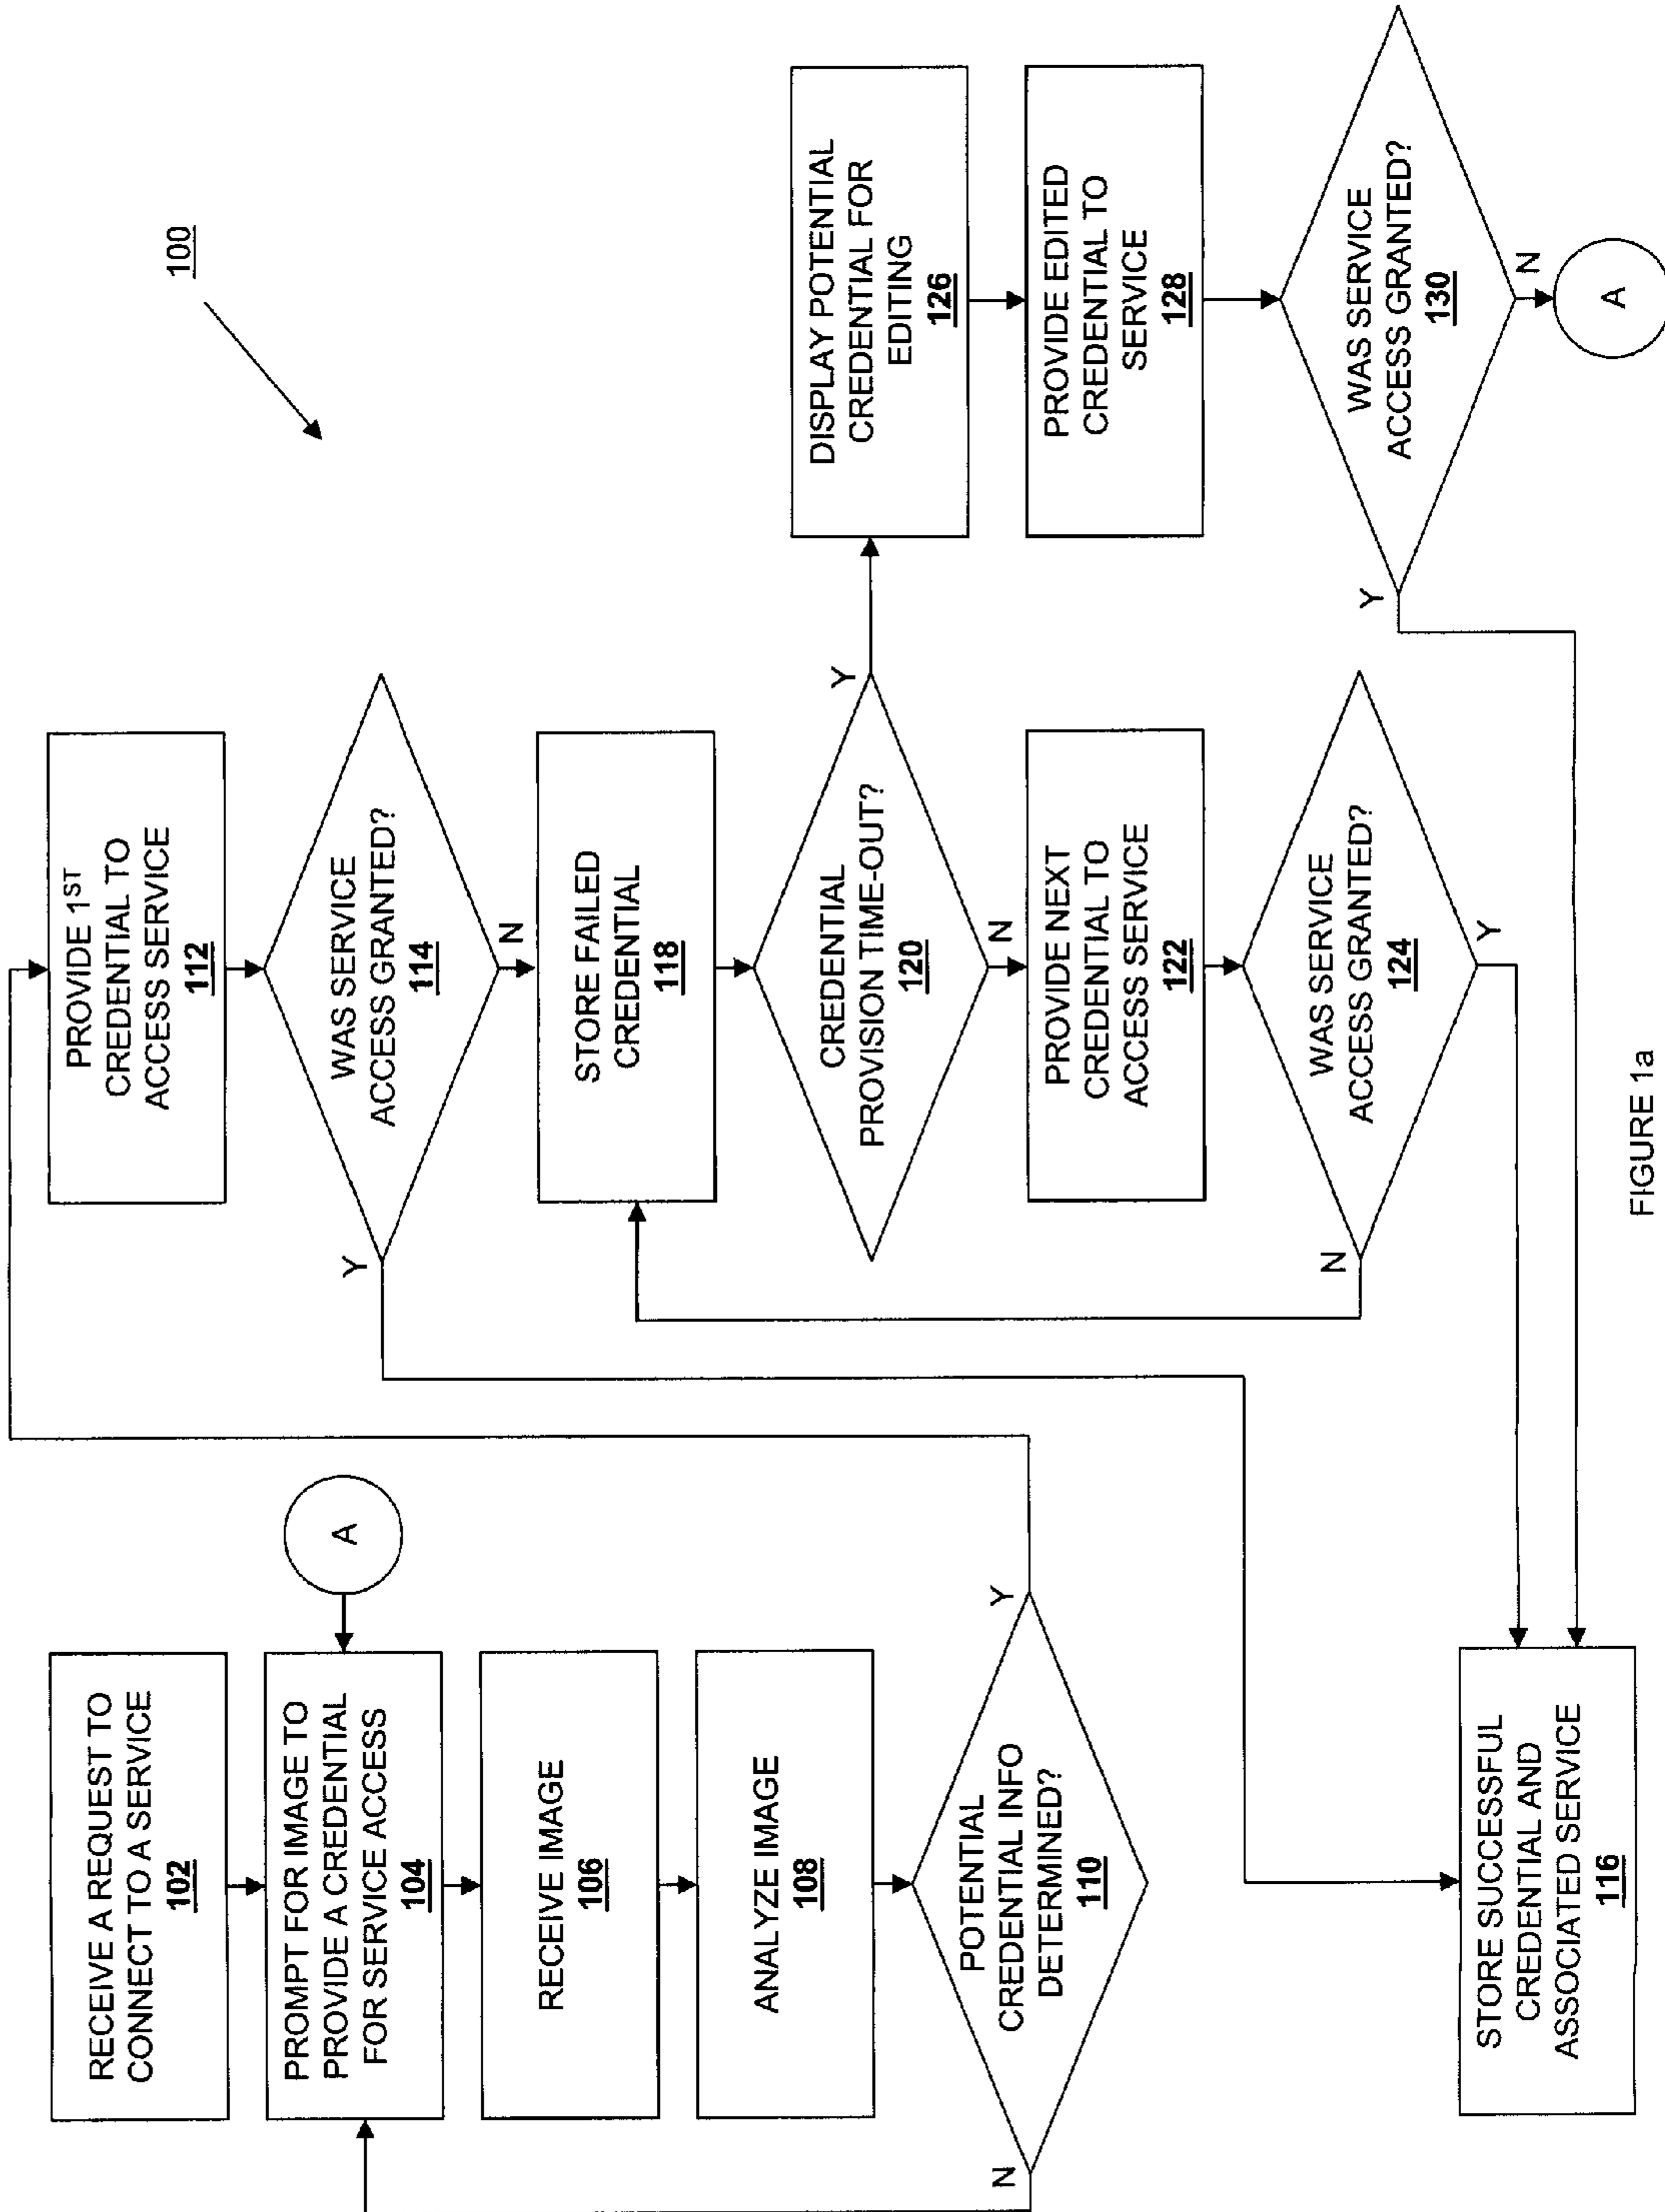 100
RECEIVE A REQUEST TO
CONNECT TO A SERVICE
102
PROMPT FOR IMAGE TO
PROVIDE A CREDENTIAL
FOR SERVICE ACCESS
104
A
RECEIVE IMAGE
106
ANALYZE IMAGE
108
POTENTIAL
CREDENTIAL INFO
DETERMINED?
110
N
Y
STORE SUCCESSFUL
CREDENTIAL AND
ASSOCIATED SERVICE
116
PROVIDE 1ST
CREDENTIAL TO
ACCESS SERVICE
112
WAS SERVICE
ACCESS GRANTED?
114
Y
N
STORE FAILED
CREDENTIAL
118
CREDENTIAL
PROVISION TIME-OUT?
120
Y
N
PROVIDE NEXT
CREDENTIAL TO
ACCESS SERVICE
122
WAS SERVICE
ACCESS GRANTED?
124
N
Y
DISPLAY POTENTIAL
CREDENTIAL FOR
EDITING
126
PROVIDE EDITED
CREDENTIAL TO
SERVICE
128
WAS SERVICE
ACCESS GRANTED?
130
Y
N
A
FIGURE 1a